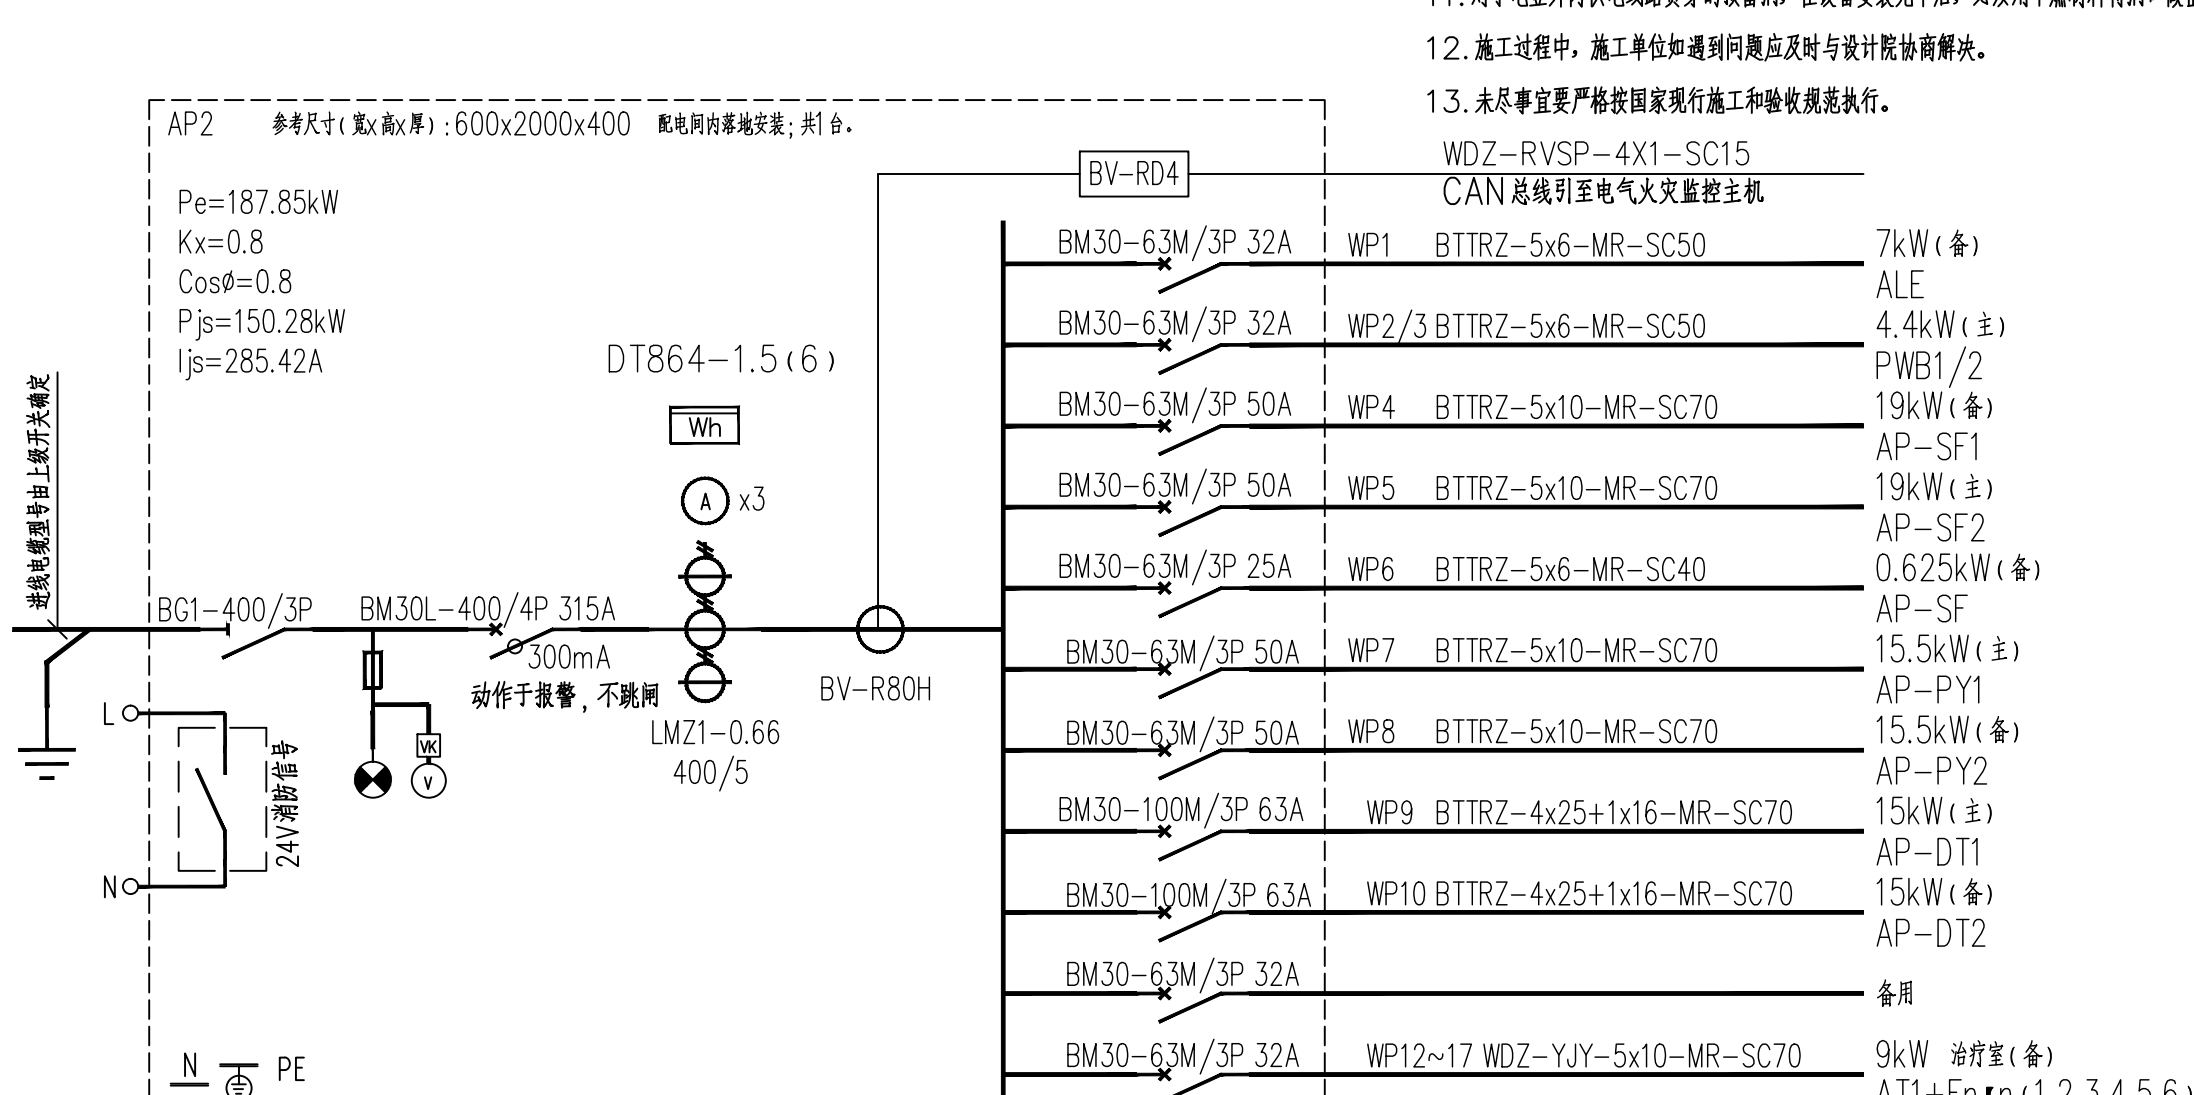 12.施工过程中，施工单位如遇到问题应及时与设计院协商解决。
13.未尽事宜要严格按国家现行施工和验收规范执行。
AP2 参考尺寸(宽x高x厚):600x2000x400 配电间内落地安装;共1台。
WDZ-RVSP-4X1-SC15
BV-RD4
CAN总线引至电气火灾监控主机
Pe=187.85kW
Kx=0.8
Cosø=0.8
Pjs=150.28kW
Ijs=285.42A
DT864-1.5(6)
Wh
A x3
进线电缆型号由上级开关确定
BG1-400/3P
BM30L-400/4P 315A
300mA
动作于报警,不跳闸
BV-R80H
LMZ1-0.66
400/5
L
VK
V
24V消防信号
N
N PE
BM30-63M/3P 32A WP1 BTTRZ-5x6-MR-SC50 7kW(备)
ALE
BM30-63M/3P 32A WP2/3 BTTRZ-5x6-MR-SC50 4.4kW(主)
PWB1/2
BM30-63M/3P 50A WP4 BTTRZ-5x10-MR-SC70 19kW(备)
AP-SF1
BM30-63M/3P 50A WP5 BTTRZ-5x10-MR-SC70 19kW(主)
AP-SF2
BM30-63M/3P 25A WP6 BTTRZ-5x6-MR-SC40 0.625kW(备)
AP-SF
BM30-63M/3P 50A WP7 BTTRZ-5x10-MR-SC70 15.5kW(主)
AP-PY1
BM30-63M/3P 50A WP8 BTTRZ-5x10-MR-SC70 15.5kW(备)
AP-PY2
BM30-100M/3P 63A WP9 BTTRZ-4x25+1x16-MR-SC70 15kW(主)
AP-DT1
BM30-100M/3P 63A WP10 BTTRZ-4x25+1x16-MR-SC70 15kW(备)
AP-DT2
BM30-63M/3P 32A 备用
BM30-63M/3P 32A WP12~17 WDZ-YJY-5x10-MR-SC70 9kW 治疗室(备)